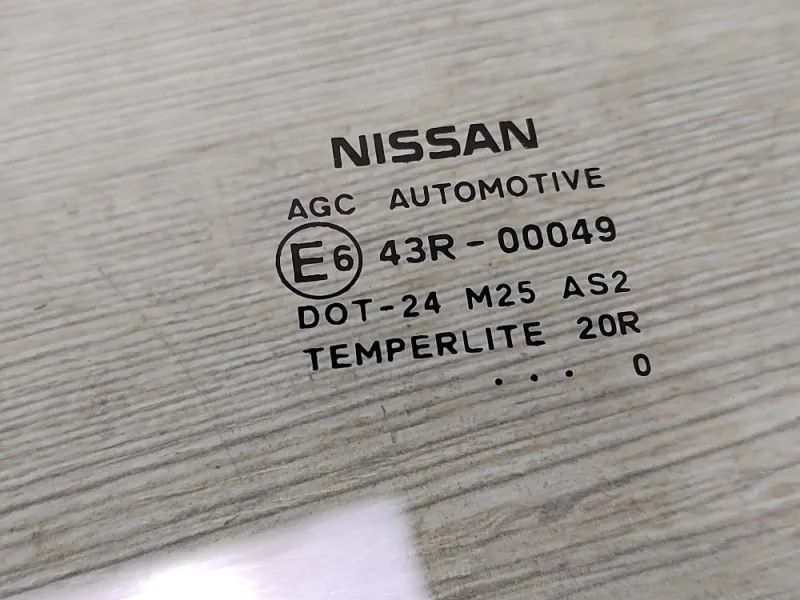 NISSAN
AGC AUTOMOTIVE
E6 43R-00049
DOT-24 M25 AS2
TEMPERLITE 20R
... 0